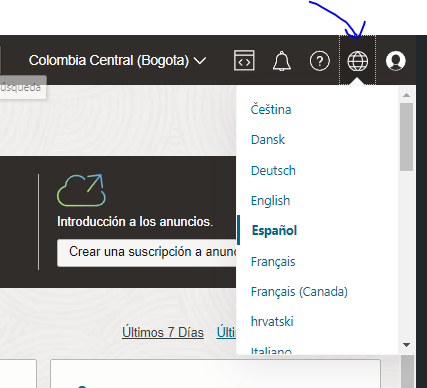 Colombia Central (Bogota)
úsqueda
Čeština
Dansk
Deutsch
English
Español
Français
Français (Canada)
hrvatski
Italiano
Introducción a los anuncios.
Crear una suscripción a anunc
Últimos 7 Días
Últi